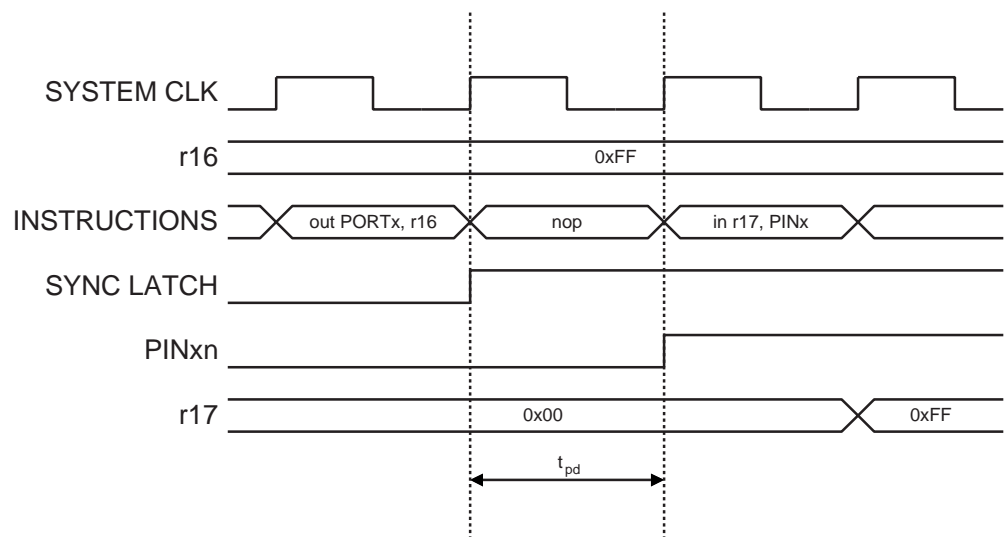 SYSTEM CLK
r16 0xFF
INSTRUCTIONS out PORTx, r16 nop in r17, PINx
SYNC LATCH
PINxn
r17 0x00 0xFF
tpd